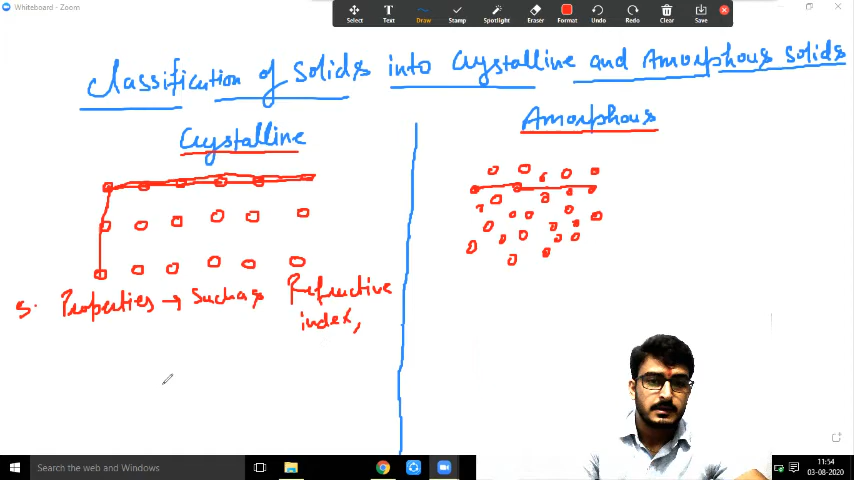 Whiteboard - Zoom
Select Text Draw Stamp Spotlight Eraser Format Undo Redo Clear Save
Classification of Solids into Crystalline and Amorphous solids
Crystalline
Amorphous
5. Properties → Such as Refractive
index,
Search the web and Windows
11:54
03-08-2020